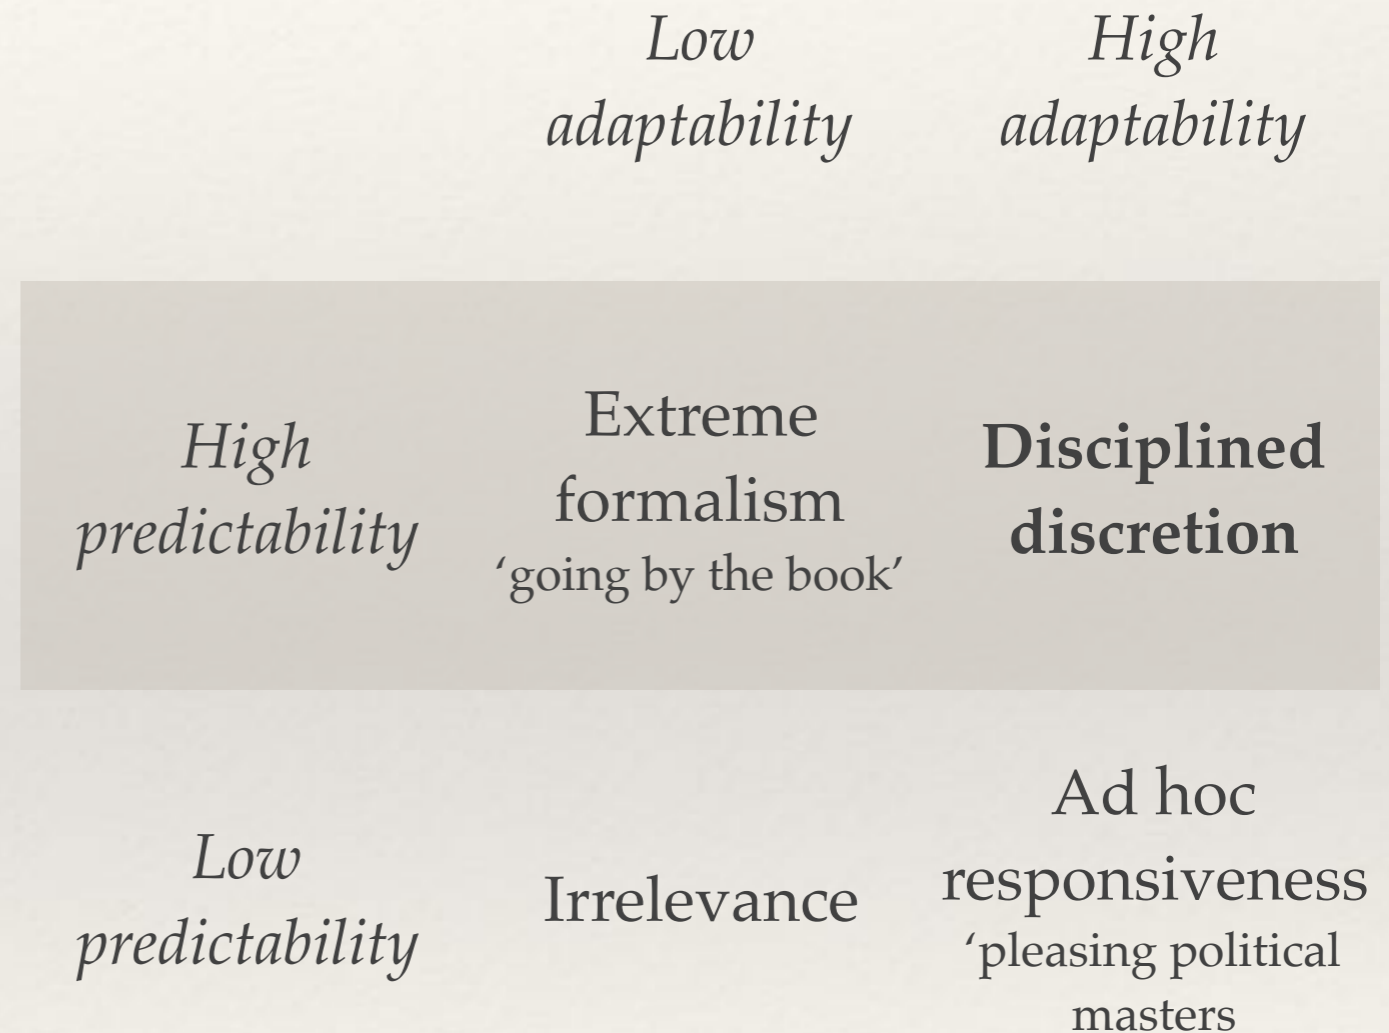 Low
adaptability
High
adaptability
High
predictability
Extreme
formalism
‘going by the book’
Disciplined
discretion
Low
predictability
Irrelevance
Ad hoc
responsiveness
‘pleasing political
masters